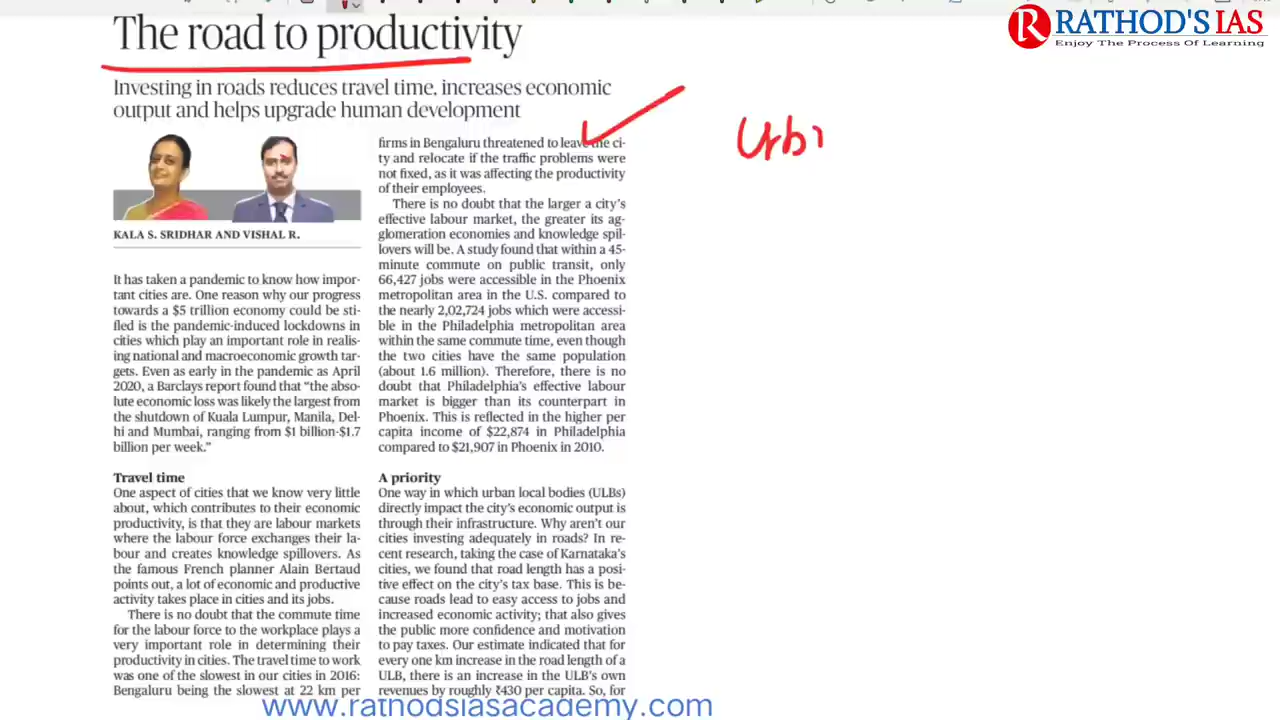 The road to productivity
RATHOD'S IAS
Enjoy The Process Of Learning
Investing in roads reduces travel time, increases economic
output and helps upgrade human development
KALA S. SRIDHAR AND VISHAL R.
It has taken a pandemic to know how impor-
tant cities are. One reason why our progress
towards a $5 trillion economy could be sti-
fled is the pandemic-induced lockdowns in
cities which play an important role in realis-
ing national and macroeconomic growth tar-
gets. Even as early in the pandemic as April
2020, a Barclays report found that “the abso-
lute economic loss was likely the largest from
the shutdown of Kuala Lumpur, Manila, Del-
hi and Mumbai, ranging from $1 billion-$1.7
billion per week.”
Travel time
One aspect of cities that we know very little
about, which contributes to their economic
productivity, is that they are labour markets
where the labour force exchanges their la-
bour and creates knowledge spillovers. As
the famous French planner Alain Bertaud
points out, a lot of economic and productive
activity takes place in cities and its jobs.
There is no doubt that the commute time
for the labour force to the workplace plays a
very important role in determining their
productivity in cities. The travel time to work
was one of the slowest in our cities in 2016:
Bengaluru being the slowest at 22 km per
firms in Bengaluru threatened to leave the ci-
ty and relocate if the traffic problems were
not fixed, as it was affecting the productivity
of their employees.
There is no doubt that the larger a city’s
effective labour market, the greater its ag-
glomeration economies and knowledge spil-
lovers will be. A study found that within a 45-
minute commute on public transit, only
66,427 jobs were accessible in the Phoenix
metropolitan area in the U.S. compared to
the nearly 2,02,724 jobs which were accessi-
ble in the Philadelphia metropolitan area
within the same commute time, even though
the two cities have the same population
(about 1.6 million). Therefore, there is no
doubt that Philadelphia’s effective labour
market is bigger than its counterpart in
Phoenix. This is reflected in the higher per
capita income of $22,874 in Philadelphia
compared to $21,907 in Phoenix in 2010.
A priority
One way in which urban local bodies (ULBs)
directly impact the city’s economic output is
through their infrastructure. Why aren’t our
cities investing adequately in roads? In re-
cent research, taking the case of Karnataka’s
cities, we found that road length has a posi-
tive effect on the city’s tax base. This is be-
cause roads lead to easy access to jobs and
increased economic activity; that also gives
the public more confidence and motivation
to pay taxes. Our estimate indicated that for
every one km increase in the road length of a
ULB, there is an increase in the ULB’s own
revenues by roughly ₹430 per capita. So, for
www.rathodsiasacademy.com